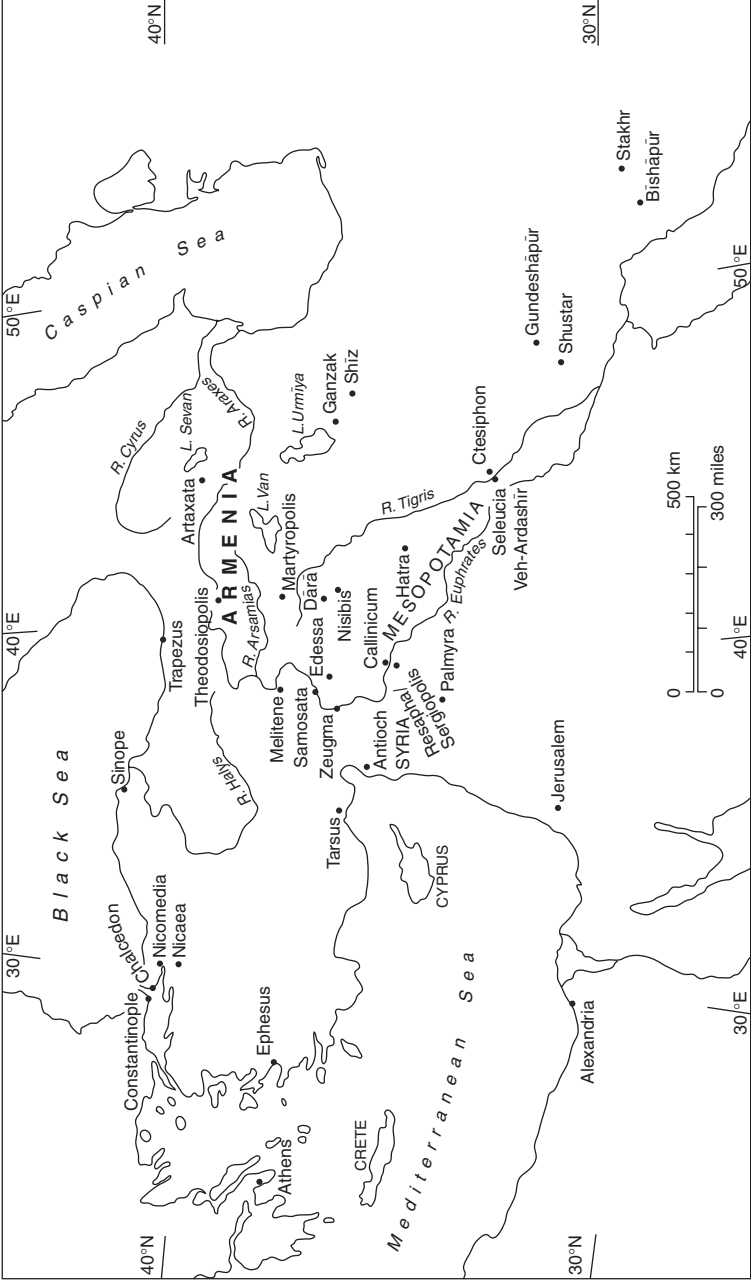 40°N
30°N
50°E
Caspian Sea
R. Cyrus
L. Sevan
R. Araxes
Artaxata
ARMENIA
L. Van
L. Urmīya
Ganzak
Shīz
Stakhr
Bīshāpūr
50°E
Gundeshāpūr
Shustar
Ctesiphon
Seleucia
Veh-Ardashīr
R. Tigris
MESOPOTAMIA
R. Euphrates
Hatra
Martyropolis
Dārā
Nisibis
Edessa
Callinicum
Resapha/
Sergiopolis
Palmyra
40°E
Trapezus
Theodosiopolis
R. Arsamias
Melitene
Samosata
Zeugma
Antioch
SYRIA
0 500 km
0 300 miles
40°E
Black Sea
Sinope
R. Halys
Tarsus
CYPRUS
Jerusalem
30°E
Chalcedon
Nicomedia
Nicaea
Constantinople
Ephesus
Athens
CRETE
Mediterranean Sea
Alexandria
30°E
40°N
30°N